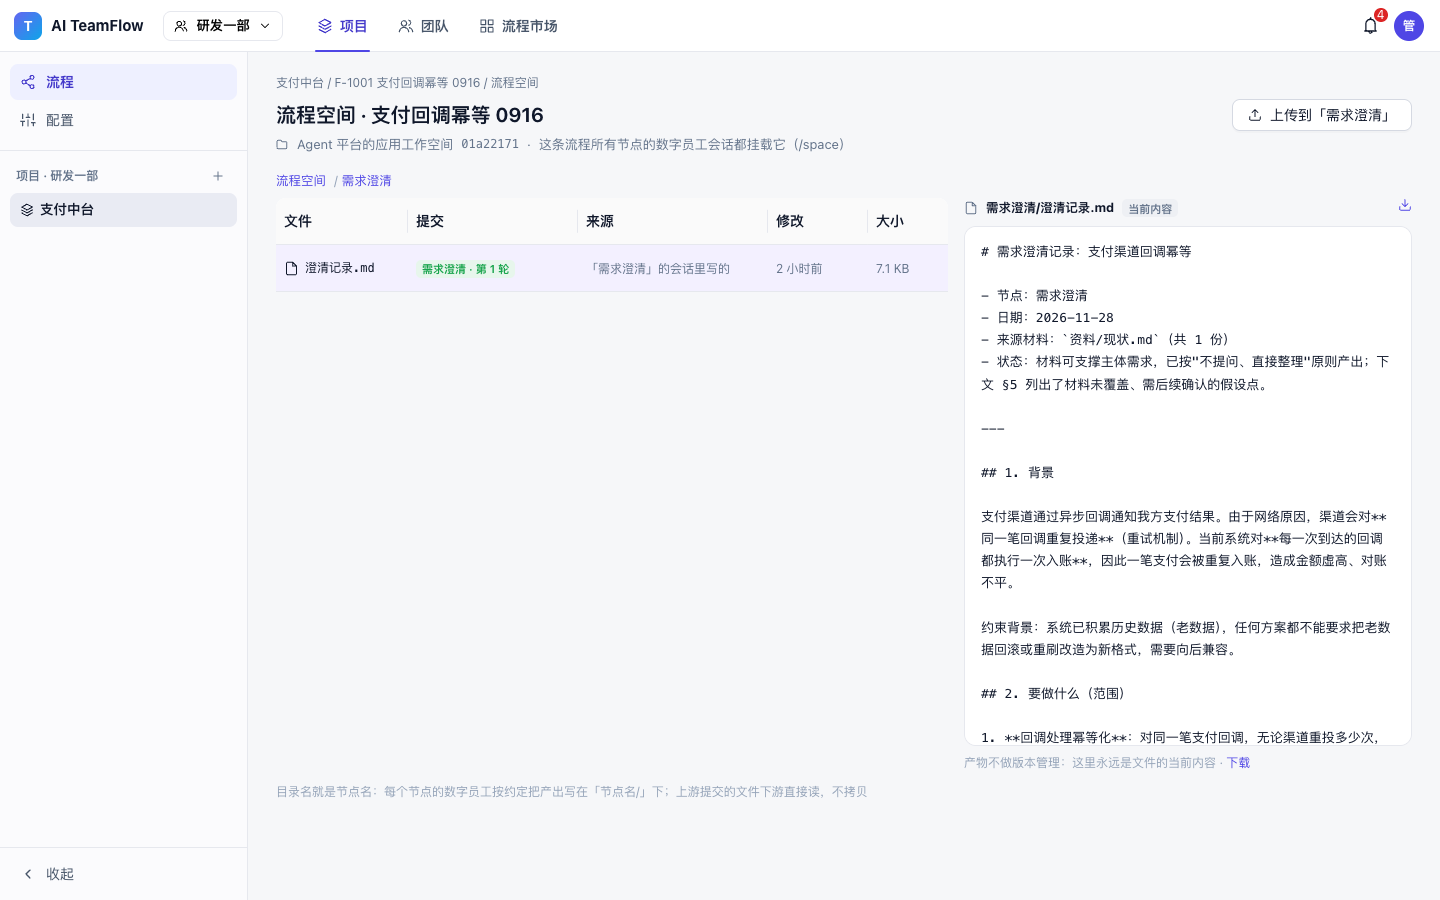 T
AI TeamFlow
研发一部
项目
团队
流程市场
4
管
流程
配置
项目 · 研发一部
支付中台
收起
支付中台 / F-1001 支付回调幂等 0916 / 流程空间
流程空间 · 支付回调幂等 0916
上传到「需求澄清」
Agent 平台的应用工作空间 01a22171 · 这条流程所有节点的数字员工会话都挂载它（/space）
流程空间 / 需求澄清
文件 提交 来源 修改 大小
澄清记录.md 需求澄清 · 第 1 轮 「需求澄清」的会话里写的 2 小时前 7.1 KB
需求澄清/澄清记录.md 当前内容
# 需求澄清记录：支付渠道回调幂等
- 节点：需求澄清
- 日期：2026-11-28
- 来源材料：`资料/现状.md`（共 1 份）
- 状态：材料可支撑主体需求，已按"不提问、直接整理"原则产出；下
文 §5 列出了材料未覆盖、需后续确认的假设点。
---
## 1. 背景
支付渠道通过异步回调通知我方支付结果。由于网络原因，渠道会对**
同一笔回调重复投递**（重试机制）。当前系统对**每一次到达的回调
都执行一次入账**，因此一笔支付会被重复入账，造成金额虚高、对账
不平。
约束背景：系统已积累历史数据（老数据），任何方案都不能要求把老数
据回滚或重刷改造为新格式，需要向后兼容。
## 2. 要做什么（范围）
1. **回调处理幂等化**：对同一笔支付回调，无论渠道重投多少次，
产物不做版本管理：这里永远是文件的当前内容 · 下载
目录名就是节点名：每个节点的数字员工按约定把产出写在「节点名/」下；上游提交的文件下游直接读，不拷贝